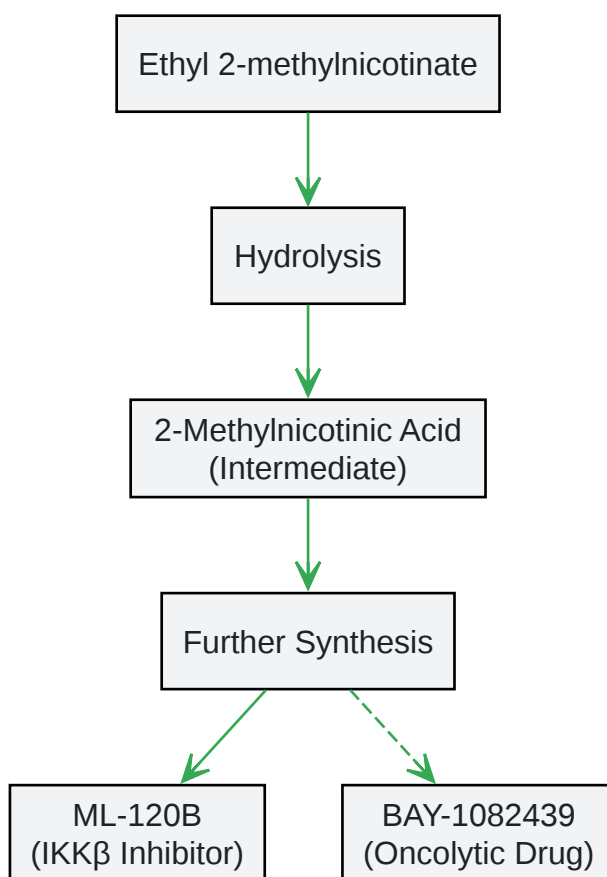 Ethyl 2-methylnicotinate
Hydrolysis
2-Methylnicotinic Acid
(Intermediate)
Further Synthesis
ML-120B
(IKKβ Inhibitor)
BAY-1082439
(Oncolytic Drug)